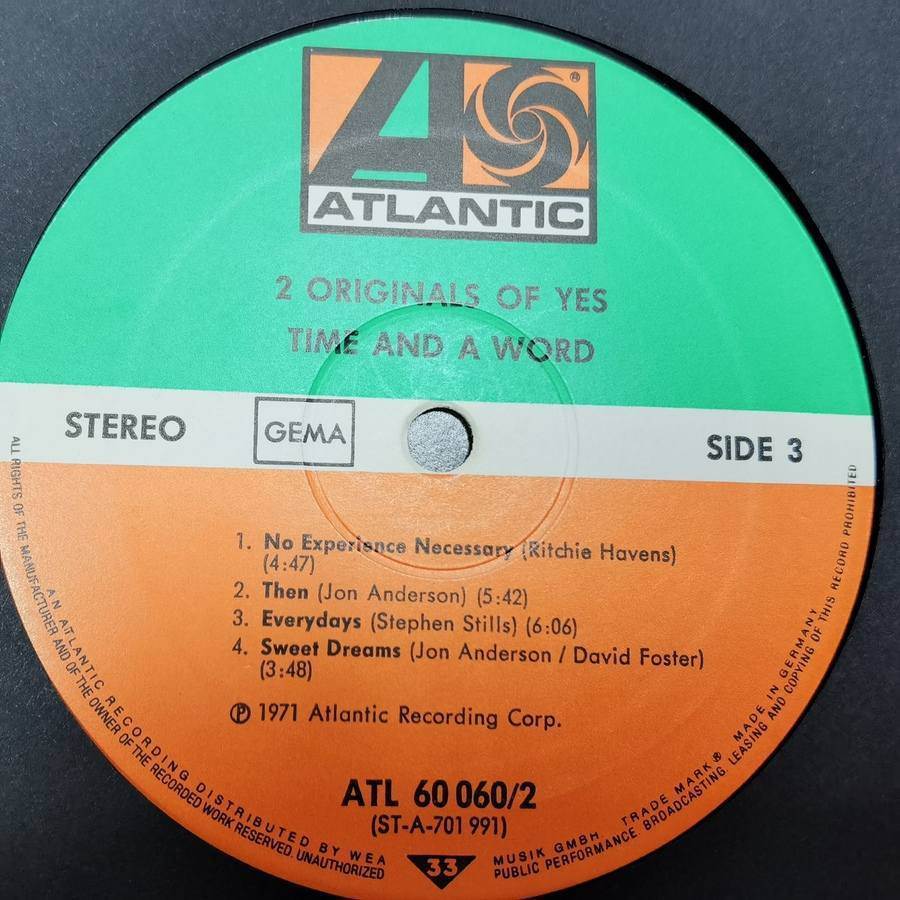 ATLANTIC
®
2 ORIGINALS OF YES
TIME AND A WORD
STEREO
GEMA
SIDE 3
1. No Experience Necessary (Ritchie Havens)
(4:47)
2. Then (Jon Anderson) (5:42)
3. Everydays (Stephen Stills) (6:06)
4. Sweet Dreams (Jon Anderson / David Foster)
(3:48)
℗ 1971 Atlantic Recording Corp.
ATL 60 060/2
(ST-A-701 991)
33
AN ATLANTIC RECORDING DISTRIBUTED BY WEA MUSIK GMBH. TRADE MARK® MADE IN GERMANY
ALL RIGHTS OF THE MANUFACTURER AND OF THE OWNER OF THE RECORDED WORK RESERVED. UNAUTHORIZED PUBLIC PERFORMANCE BROADCASTING LEASING AND COPYING OF THIS RECORD PROHIBITED